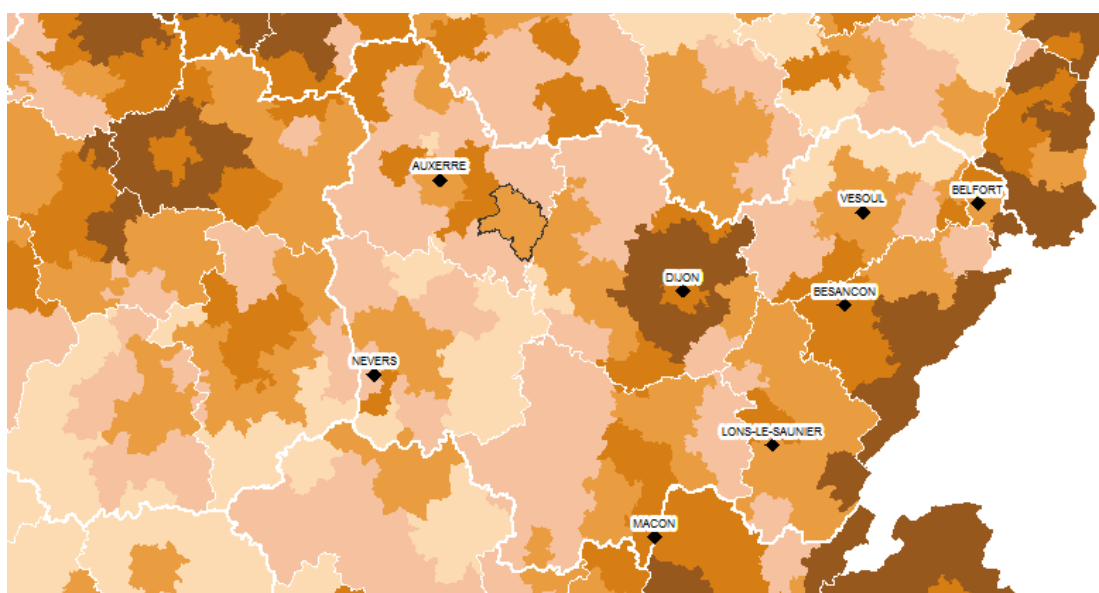 AUXERRE
BELFORT
VESOUL
DIJON
BESANCON
NEVERS
LONS-LE-SAUNIER
MACON